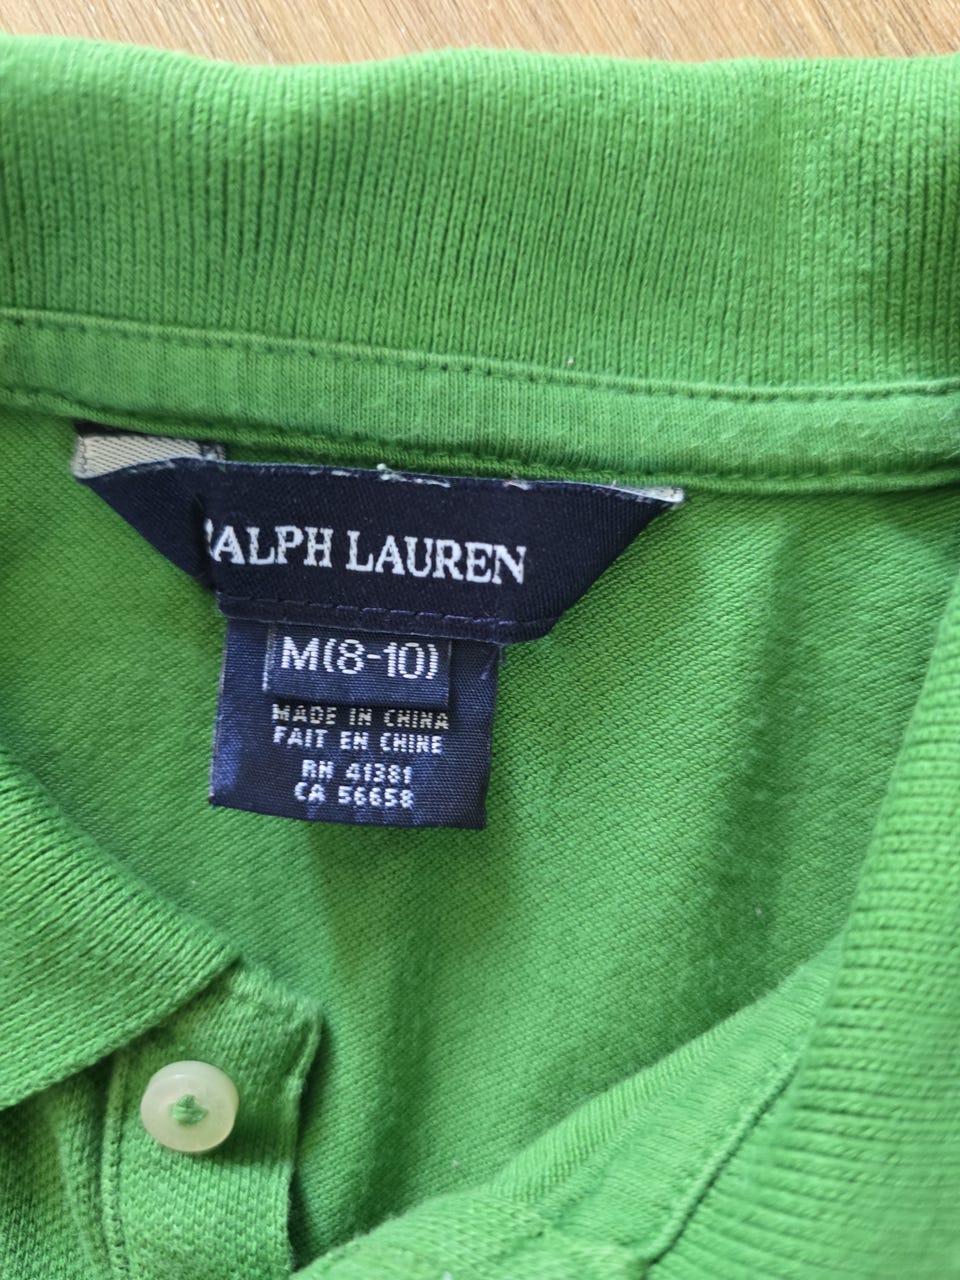 RALPH LAUREN
M(8-10)
MADE IN CHINA
FAIT EN CHINE
RN 41381
CA 56658